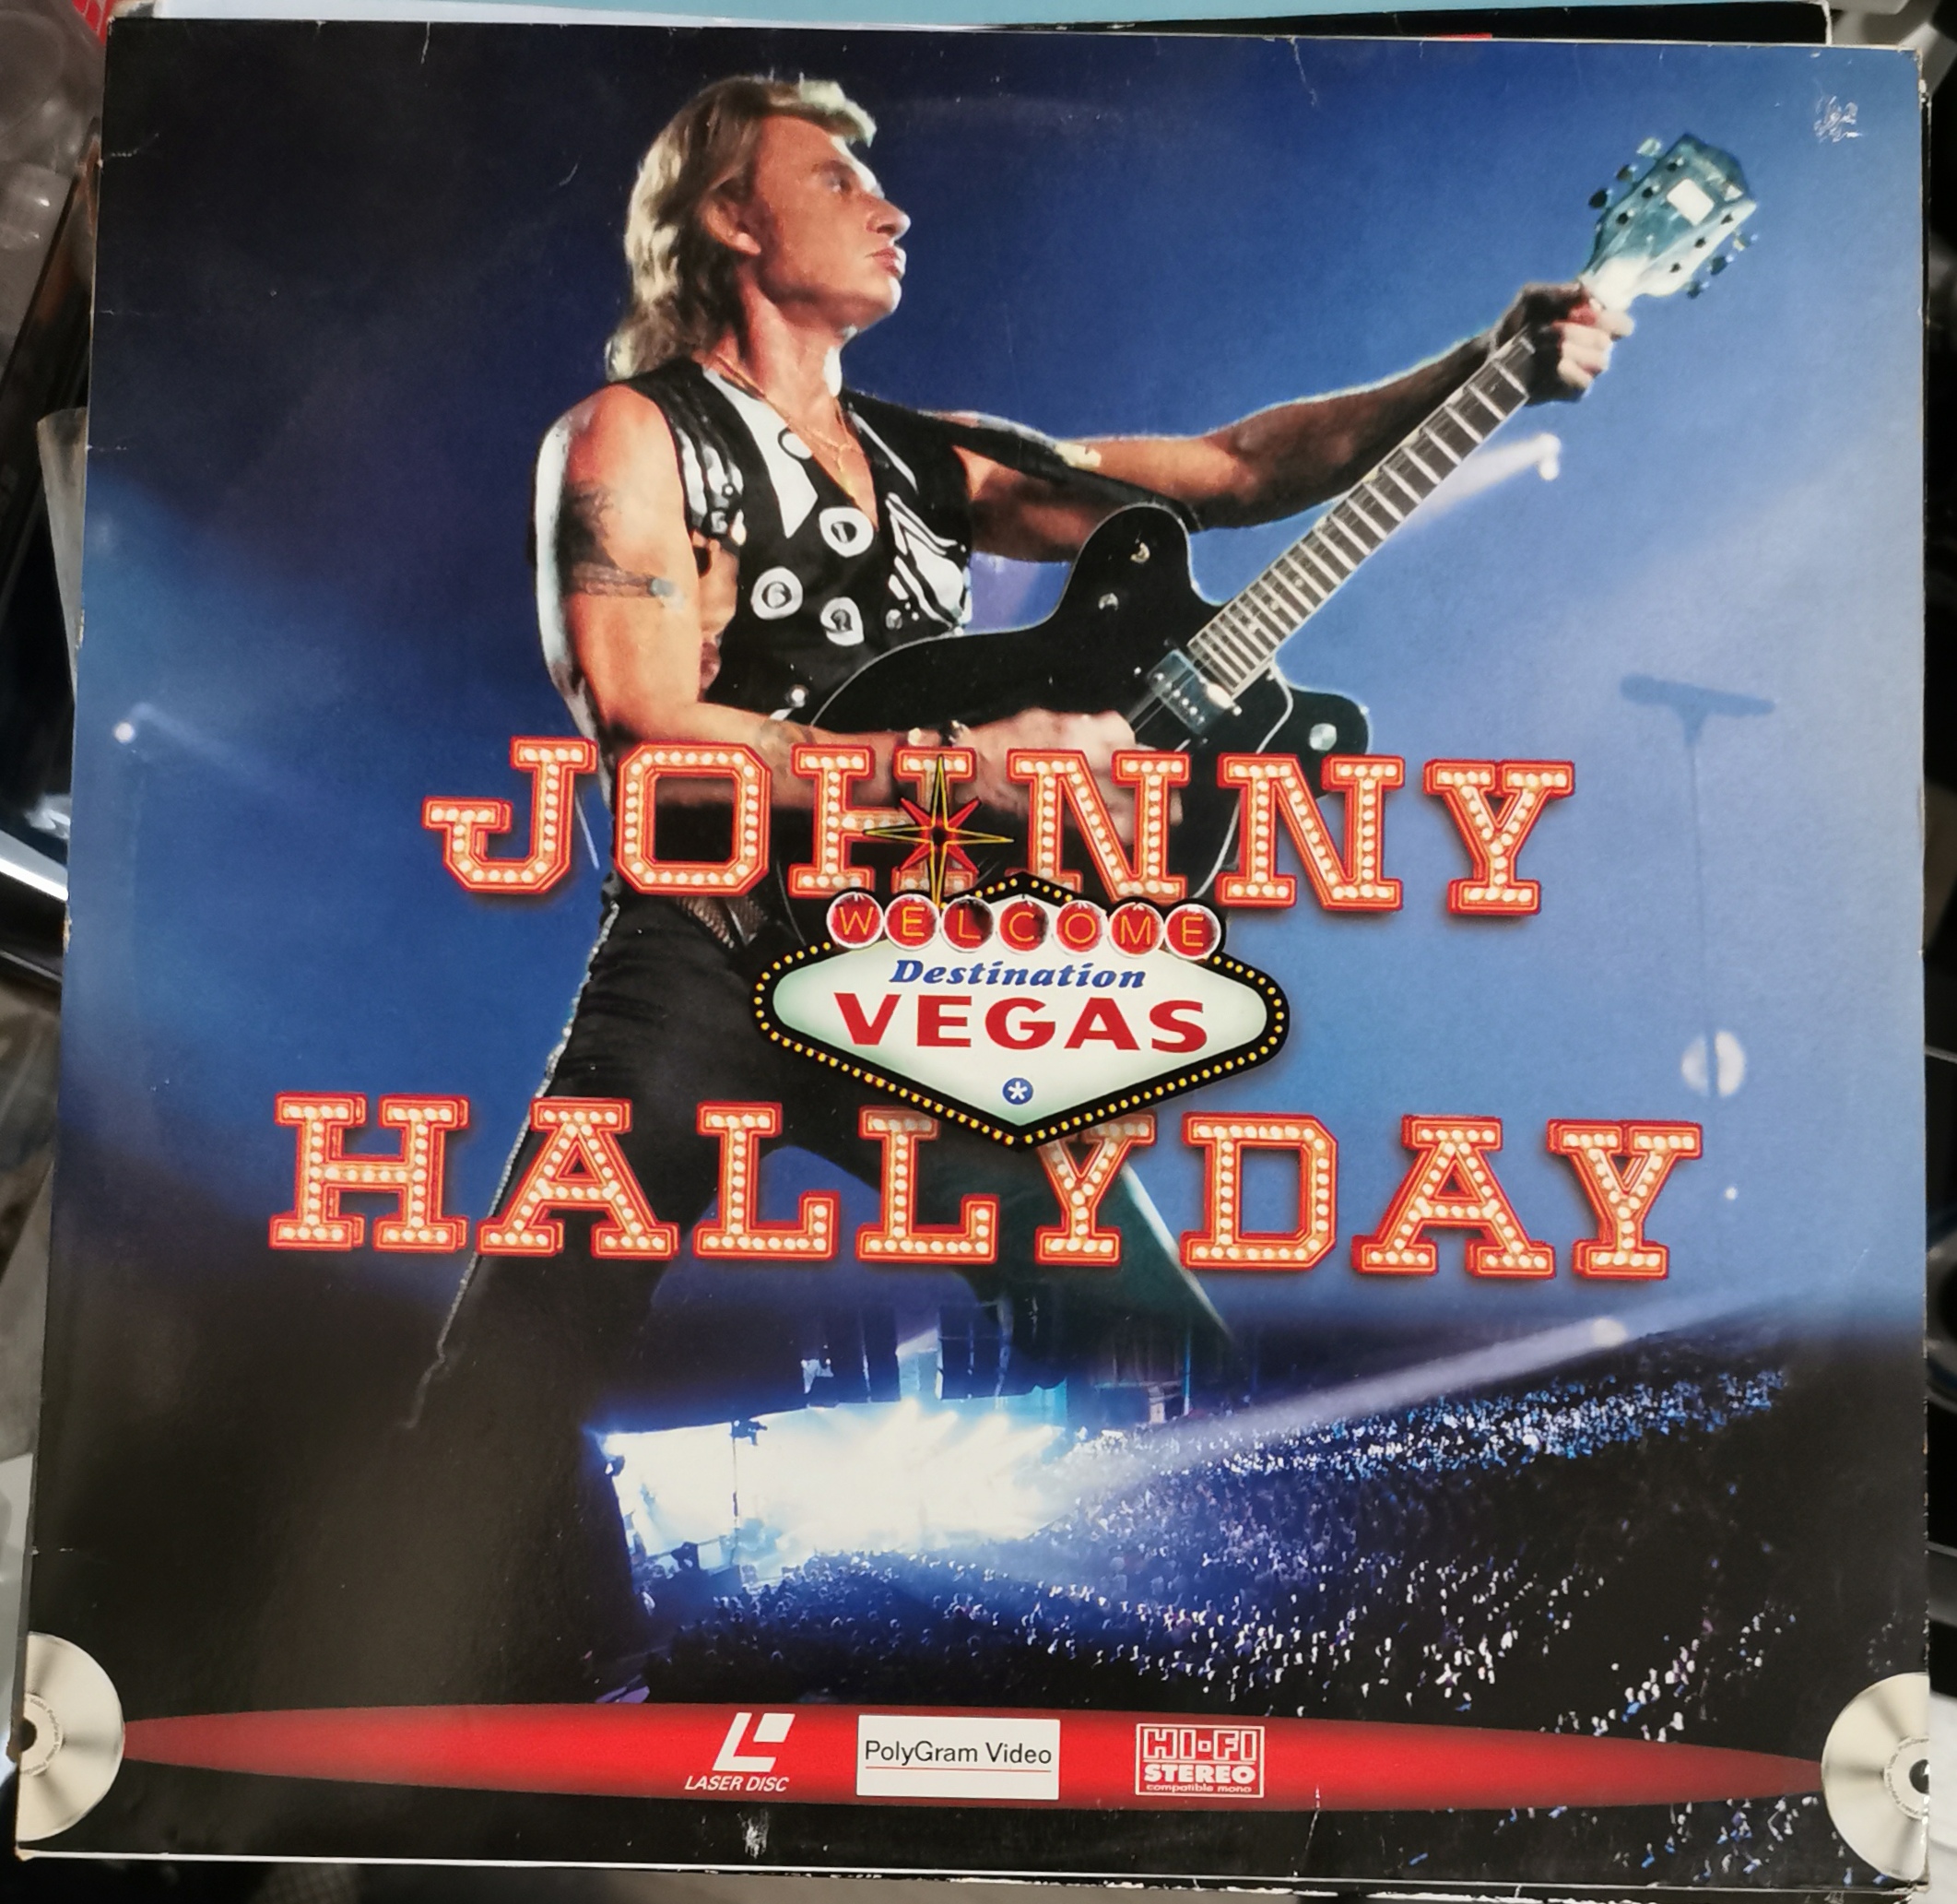 JOHNNY
WELCOME
Destination
VEGAS
HALLYDAY
LASER DISC
PolyGram Video
HI-FI
STEREO
compatible mono